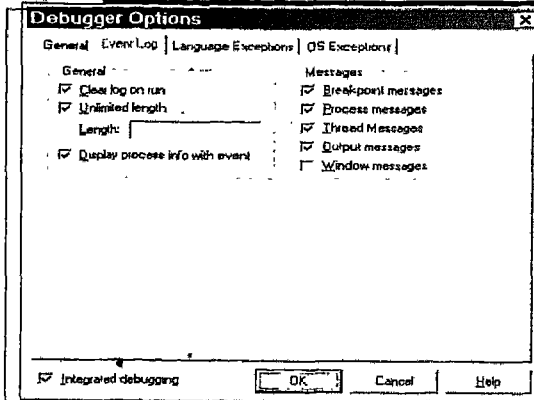 Debugger Options
General Event Log Language Exceptions OS Exceptions
General
Clear log on run
Unlimited length
Length:
Display process info with event
Messages
Breakpoint messages
Process messages
Thread Messages
Output messages
Window messages
Integrated debugging
OK Cancel Help